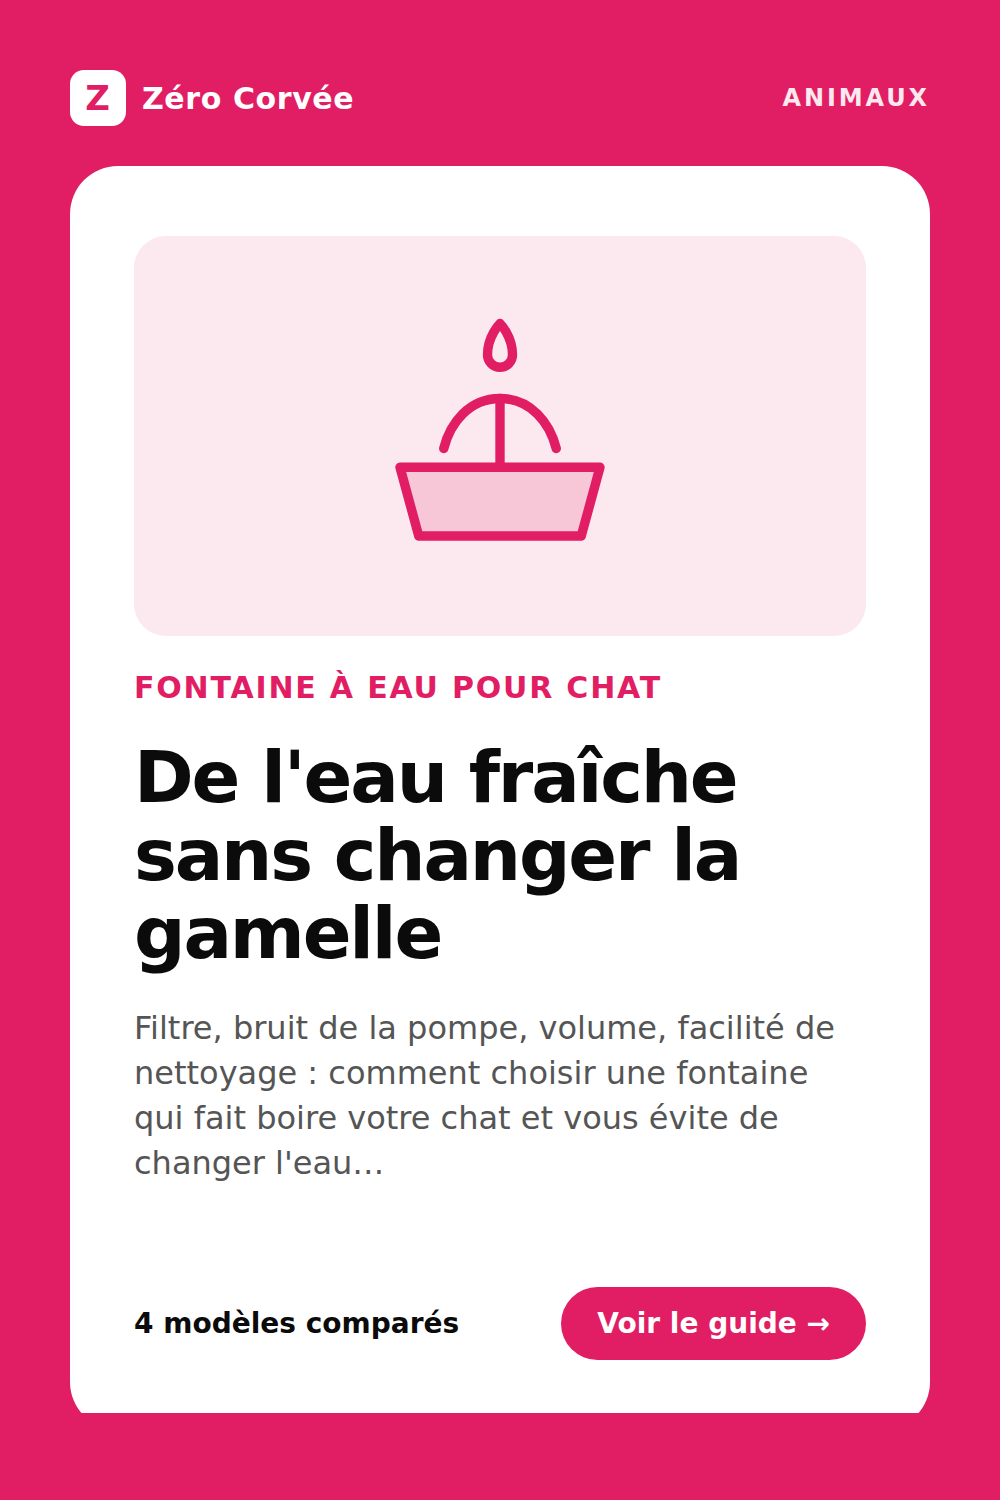 Z Zéro Corvée
ANIMAUX
FONTAINE À EAU POUR CHAT
De l'eau fraîche
sans changer la
gamelle
Filtre, bruit de la pompe, volume, facilité de
nettoyage : comment choisir une fontaine
qui fait boire votre chat et vous évite de
changer l'eau…
4 modèles comparés
Voir le guide →